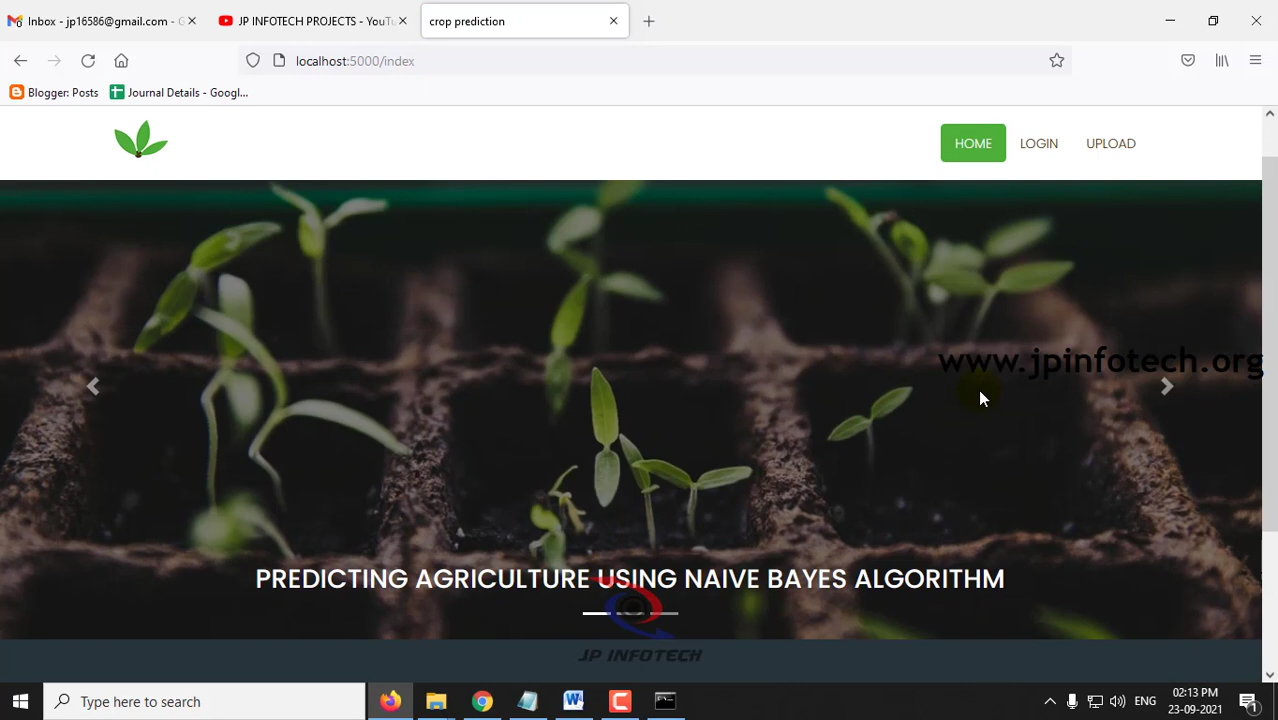 Inbox - jp16586@gmail.com - G
JP INFOTECH PROJECTS - YouTu
crop prediction
localhost:5000/index
Blogger: Posts
Journal Details - Googl...
HOME
LOGIN
UPLOAD
www.jpinfotech.org
PREDICTING AGRICULTURE USING NAIVE BAYES ALGORITHM
JP INFOTECH
Type here to search
ENG
02:13 PM
23-09-2021
1